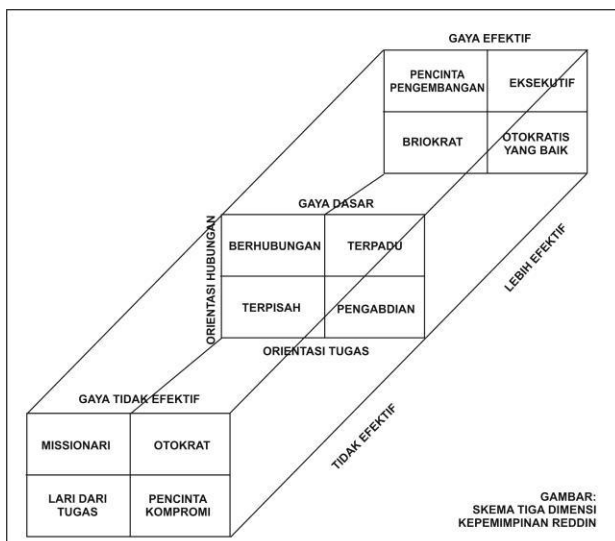 GAYA EFEKTIF
PENCINTA
PENGEMBANGAN
EKSEKUTIF
BRIOKRAT
OTOKRATIS
YANG BAIK
GAYA DASAR
BERHUBUNGAN
TERPADU
TERPISAH
PENGABDIAN
ORIENTASI HUBUNGAN
ORIENTASI TUGAS
LEBIH EFEKTIF
GAYA TIDAK EFEKTIF
MISSIONARI
OTOKRAT
LARI DARI
TUGAS
PENCINTA
KOMPROMI
TIDAK EFEKTIF
GAMBAR:
SKEMA TIGA DIMENSI
KEPEMIMPINAN REDDIN